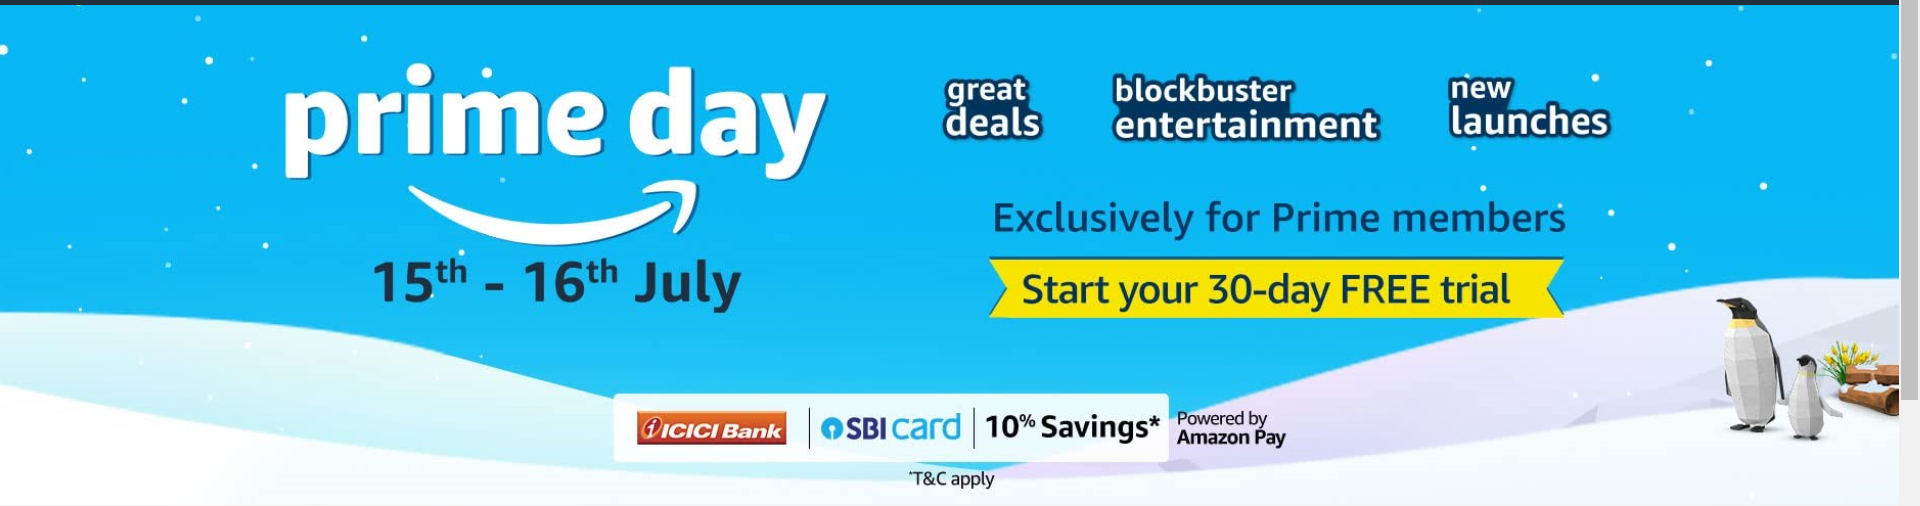 prime day
15th - 16th July
great
deals
blockbuster
entertainment
new
launches
Exclusively for Prime members
Start your 30-day FREE trial
ICICI Bank
SBI card
10% Savings*
Powered by
Amazon Pay
*T&C apply